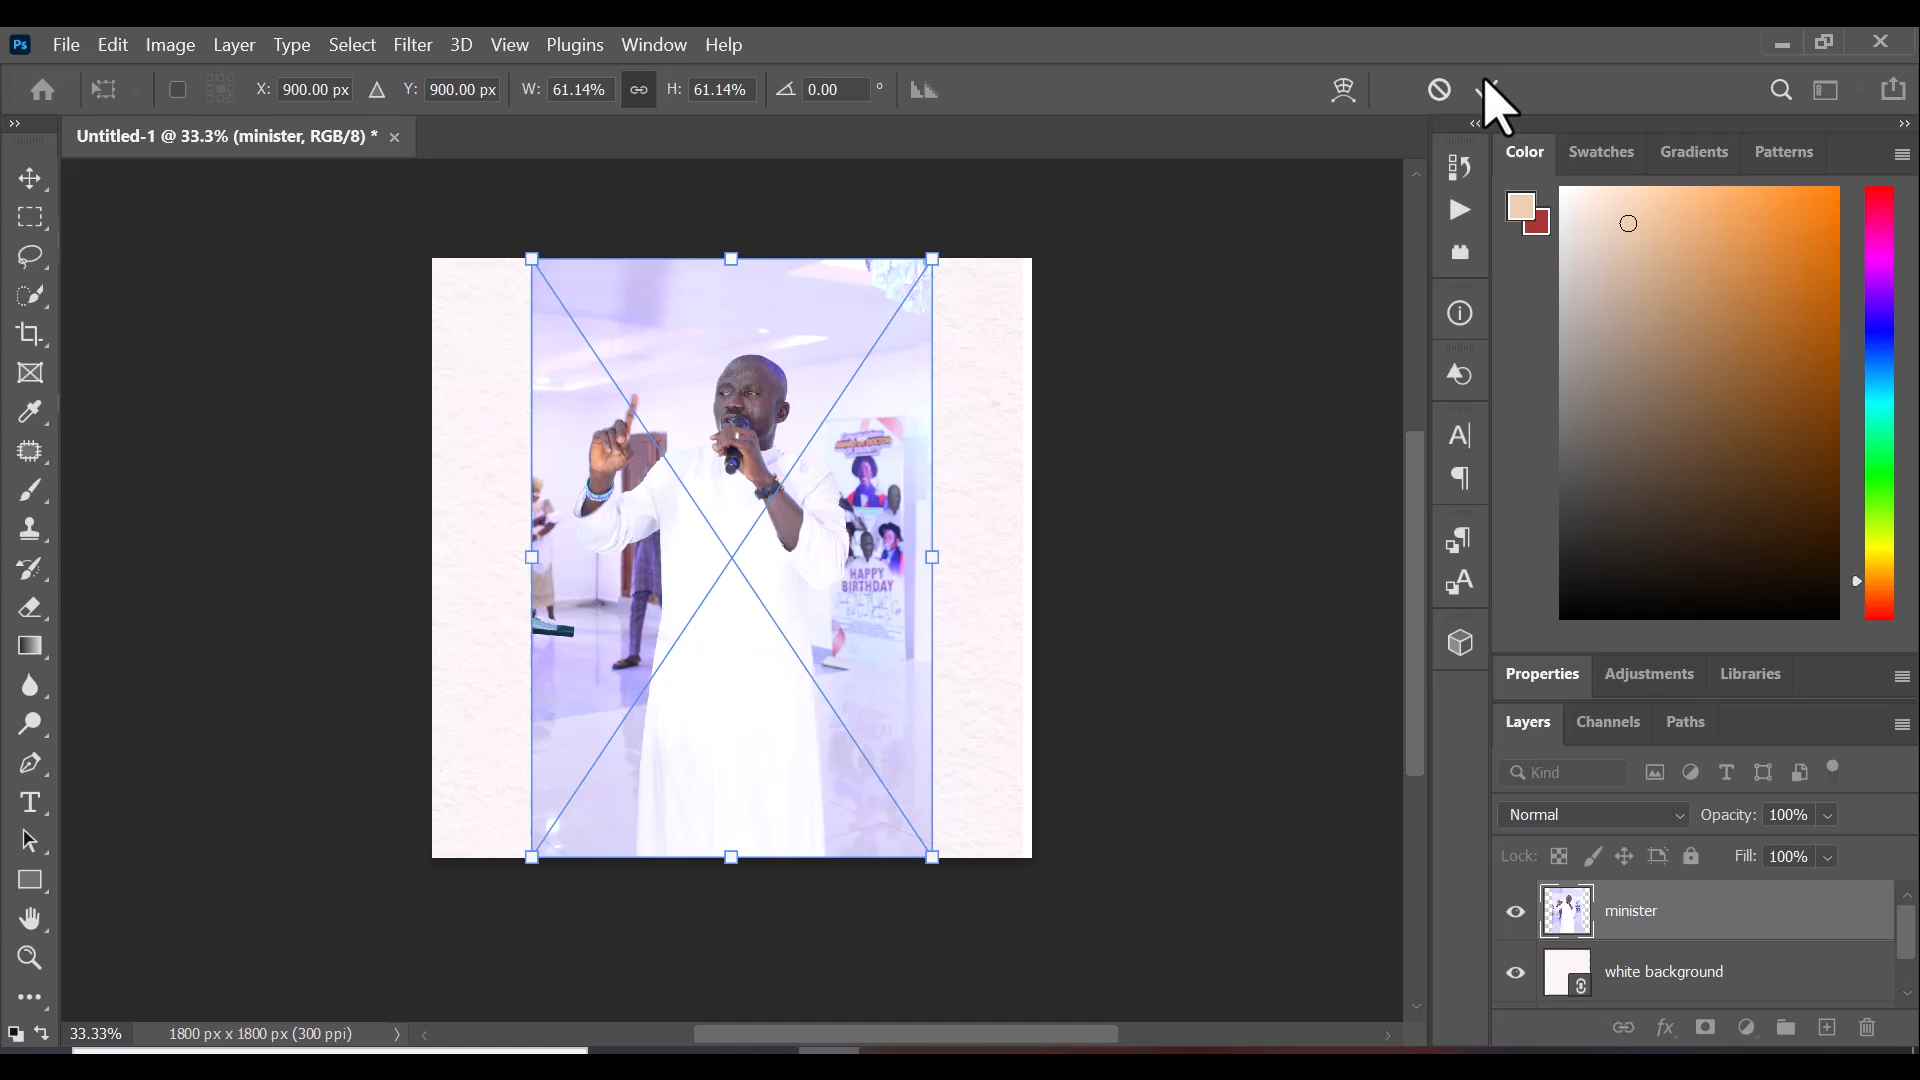 Ps File Edit Image Layer Type Select Filter 3D View Plugins Window Help
X: 900.00 px Y: 900.00 px W: 61.14% H: 61.14% 0.00 °
Untitled-1 @ 33.3% (minister, RGB/8) *
Color Swatches Gradients Patterns
HAPPY
BIRTHDAY
Properties Adjustments Libraries
Layers Channels Paths
Kind
Normal Opacity: 100%
Lock: Fill: 100%
minister
white background
33.33% 1800 px x 1800 px (300 ppi)